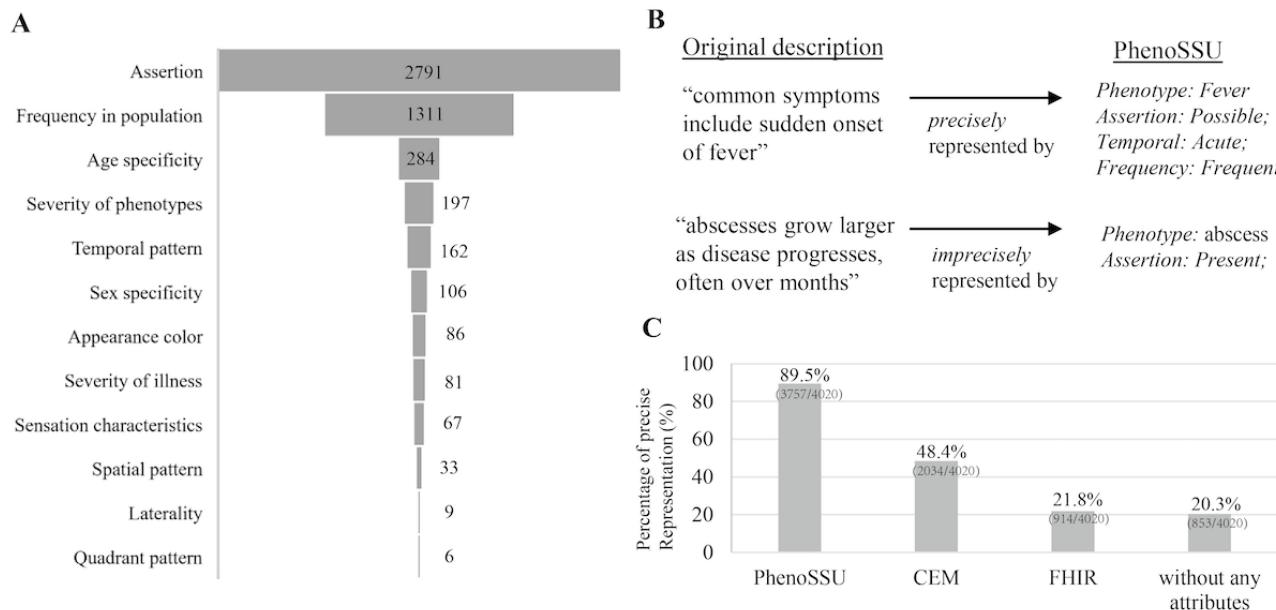 A
Assertion 2791
Frequency in population 1311
Age specificity 284
Severity of phenotypes 197
Temporal pattern 162
Sex specificity 106
Appearance color 86
Severity of illness 81
Sensation characteristics 67
Spatial pattern 33
Laterality 9
Quadrant pattern 6
B
Original description
PhenoSSU
“common symptoms
include sudden onset
of fever”
precisely
represented by
Phenotype: Fever
Assertion: Possible;
Temporal: Acute;
Frequency: Frequent
“abscesses grow larger
as disease progresses,
often over months”
imprecisely
represented by
Phenotype: abscess
Assertion: Present;
C
Percentage of precise
Representation (%)
100
80
60
40
20
0
89.5%
(3757/4020)
48.4%
(2034/4020)
21.8%
(914/4020)
20.3%
(853/4020)
PhenoSSU
CEM
FHIR
without any
attributes